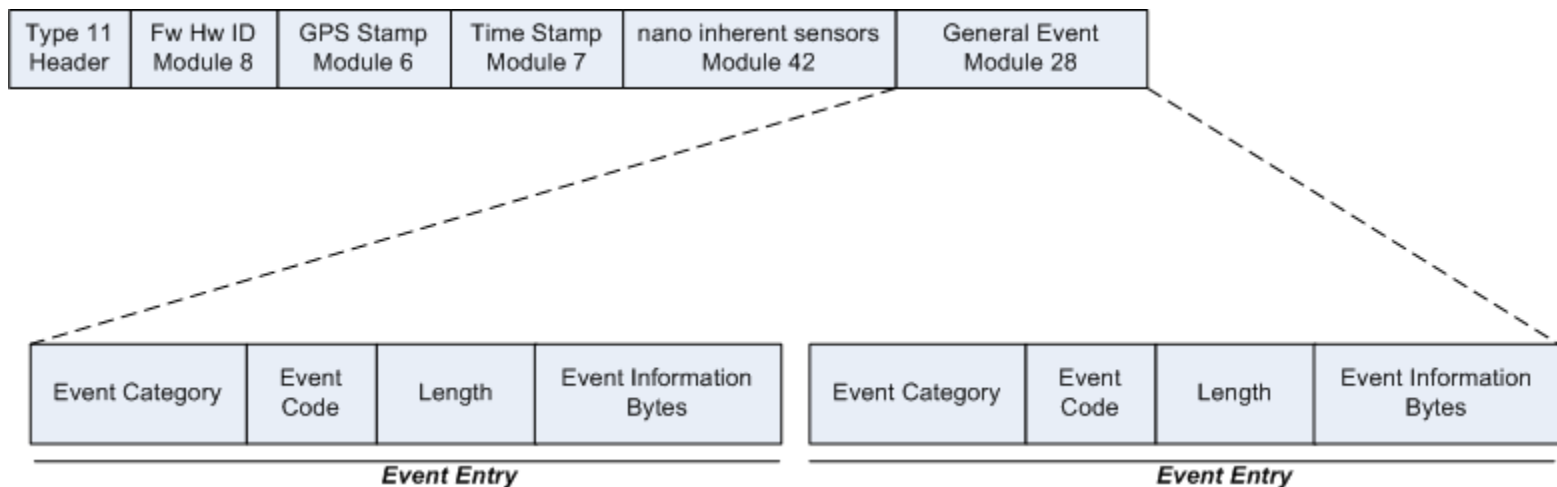 Type 11
Header
Fw Hw ID
Module 8
GPS Stamp
Module 6
Time Stamp
Module 7
nano inherent sensors
Module 42
General Event
Module 28
Event Category
Event
Code
Length
Event Information
Bytes
Event Category
Event
Code
Length
Event Information
Bytes
Event Entry
Event Entry